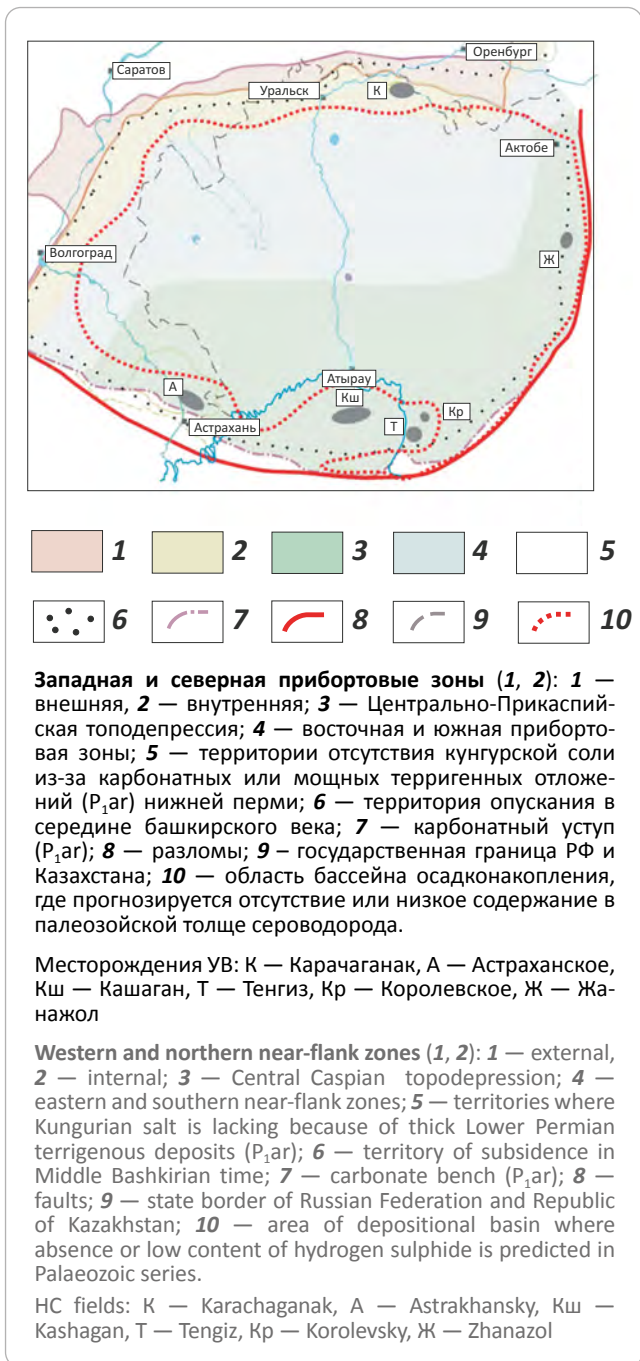 Оренбург
Саратов
Уральск
К
Актобе
Волгоград
Ж
А
Атырау
Кш
Кр
Т
Астрахань
1 2 3 4 5
6 7 8 9 10
Западная и северная прибортовые зоны (1, 2): 1 —
внешняя, 2 — внутренняя; 3 — Центрально-Прикаспий-
ская топодепрессия; 4 — восточная и южная приборто-
вая зоны; 5 — территории отсутствия кунгурской соли
из-за карбонатных или мощных терригенных отложе-
ний (P₁ar) нижней перми; 6 — территория опускания в
середине башкирского века; 7 — карбонатный уступ
(P₁ar); 8 — разломы; 9 – государственная граница РФ и
Казахстана; 10 — область бассейна осадконакопления,
где прогнозируется отсутствие или низкое содержание в
палеозойской толще сероводорода.
Месторождения УВ: К — Карачаганак, А — Астраханское,
Кш — Кашаган, Т — Тенгиз, Кр — Королевское, Ж — Жа-
нажол
Western and northern near-flank zones (1, 2): 1 — external,
2 — internal; 3 — Central Caspian topodepression; 4 —
eastern and southern near-flank zones; 5 — territories where
Kungurian salt is lacking because of thick Lower Permian
terrigenous deposits (P₁ar); 6 — territory of subsidence in
Middle Bashkirian time; 7 — carbonate bench (P₁ar); 8 —
faults; 9 — state border of Russian Federation and Republic
of Kazakhstan; 10 — area of depositional basin where
absence or low content of hydrogen sulphide is predicted in
Palaeozoic series.
HC fields: К — Karachaganak, А — Astrakhansky, Кш —
Kashagan, Т — Tengiz, Кр — Korolevsky, Ж — Zhanazol